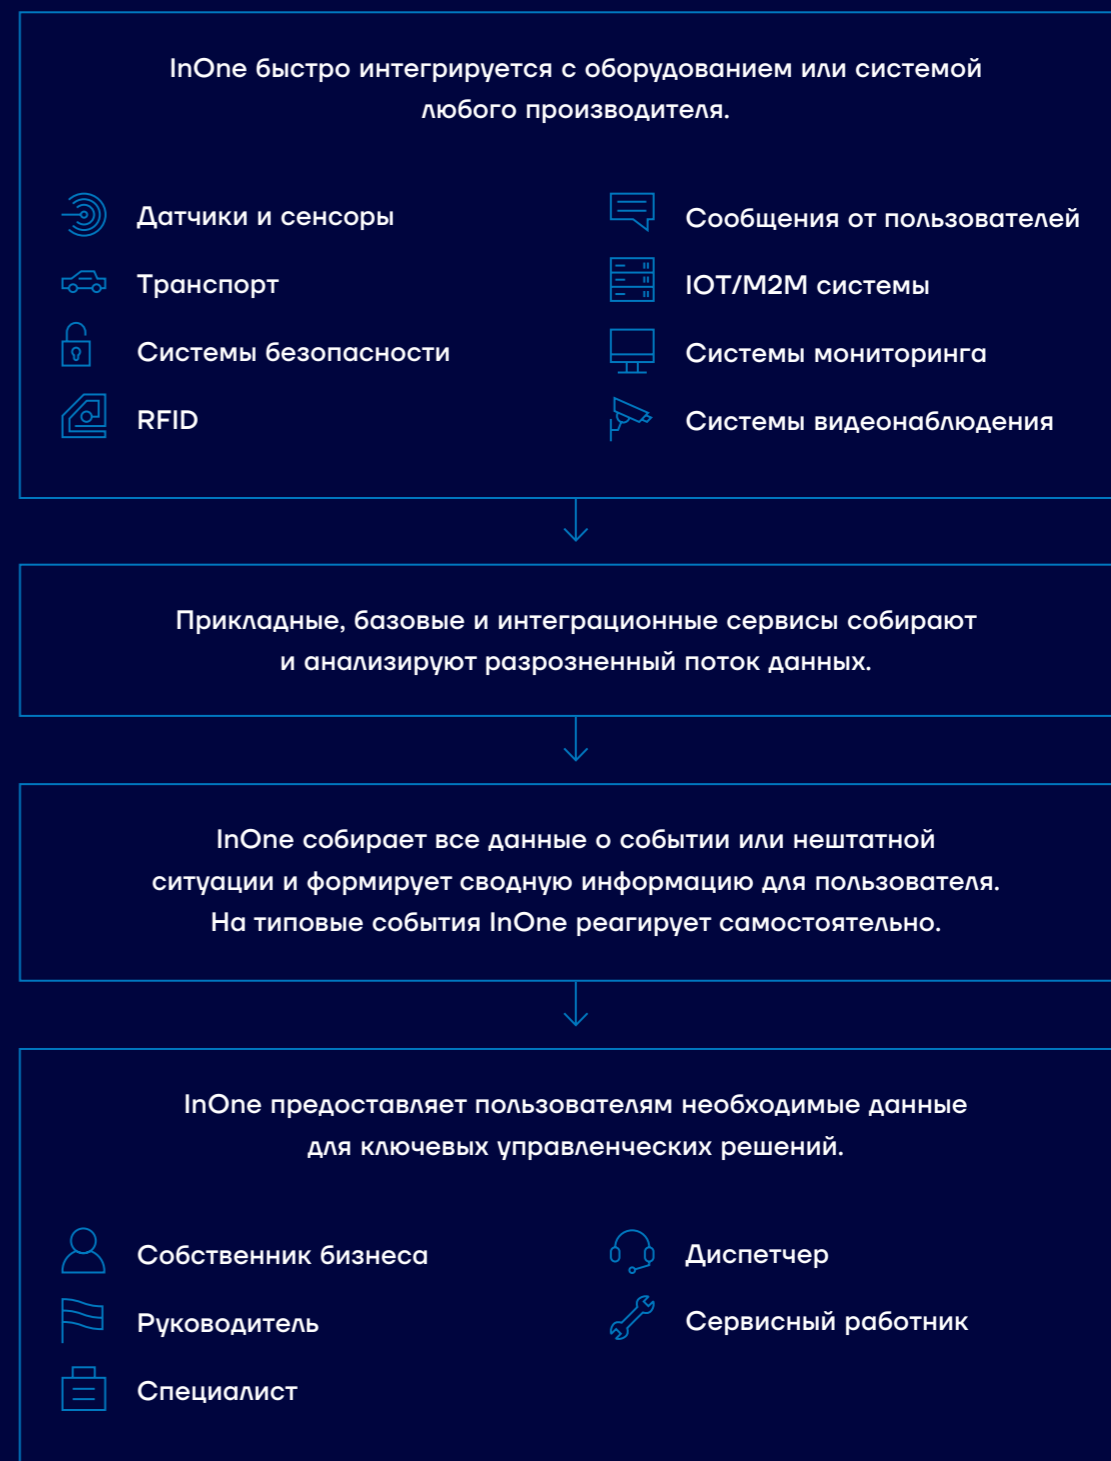 InOne быстро интегрируется с оборудованием или системой
любого производителя.
Датчики и сенсоры
Транспорт
Системы безопасности
RFID
Сообщения от пользователей
IOT/M2M системы
Системы мониторинга
Системы видеонаблюдения
Прикладные, базовые и интеграционные сервисы собирают
и анализируют разрозненный поток данных.
InOne собирает все данные о событии или нештатной
ситуации и формирует сводную информацию для пользователя.
На типовые события InOne реагирует самостоятельно.
InOne предоставляет пользователям необходимые данные
для ключевых управленческих решений.
Собственник бизнеса
Руководитель
Специалист
Диспетчер
Сервисный работник